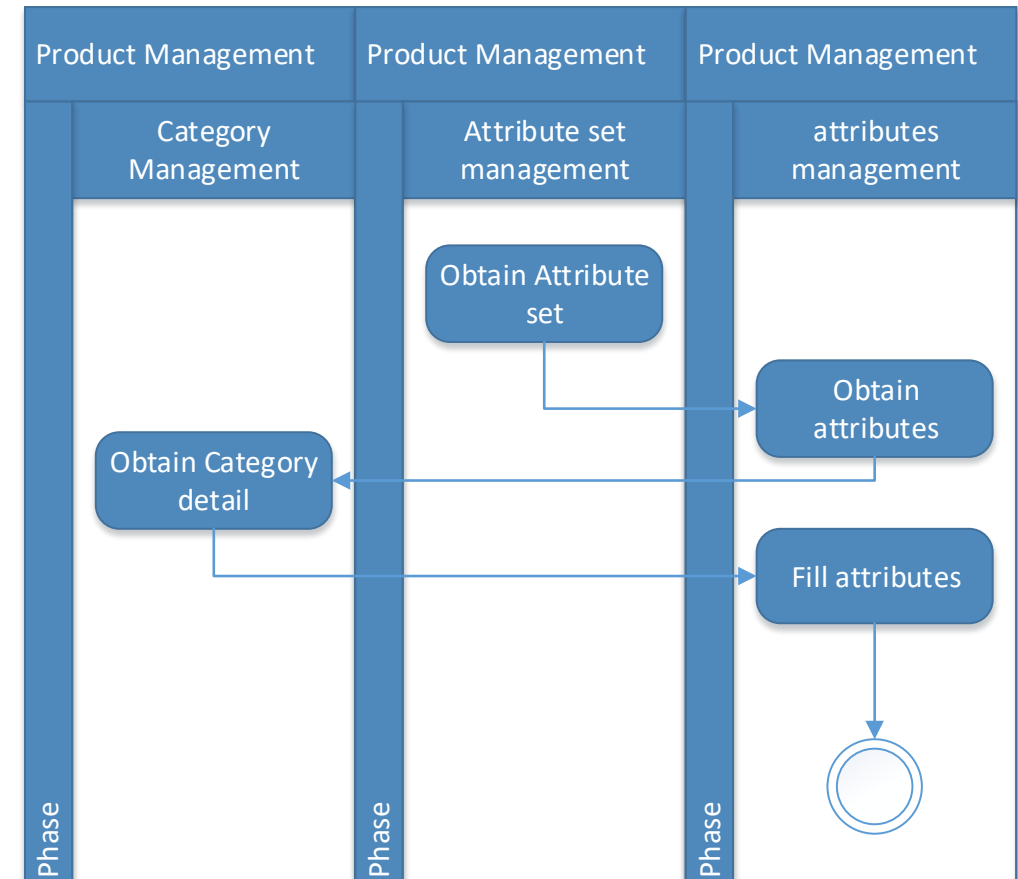 Product Management
Product Management
Product Management
Category
Management
Attribute set
management
attributes
management
Obtain Attribute
set
Obtain
attributes
Obtain Category
detail
Fill attributes
Phase
Phase
Phase